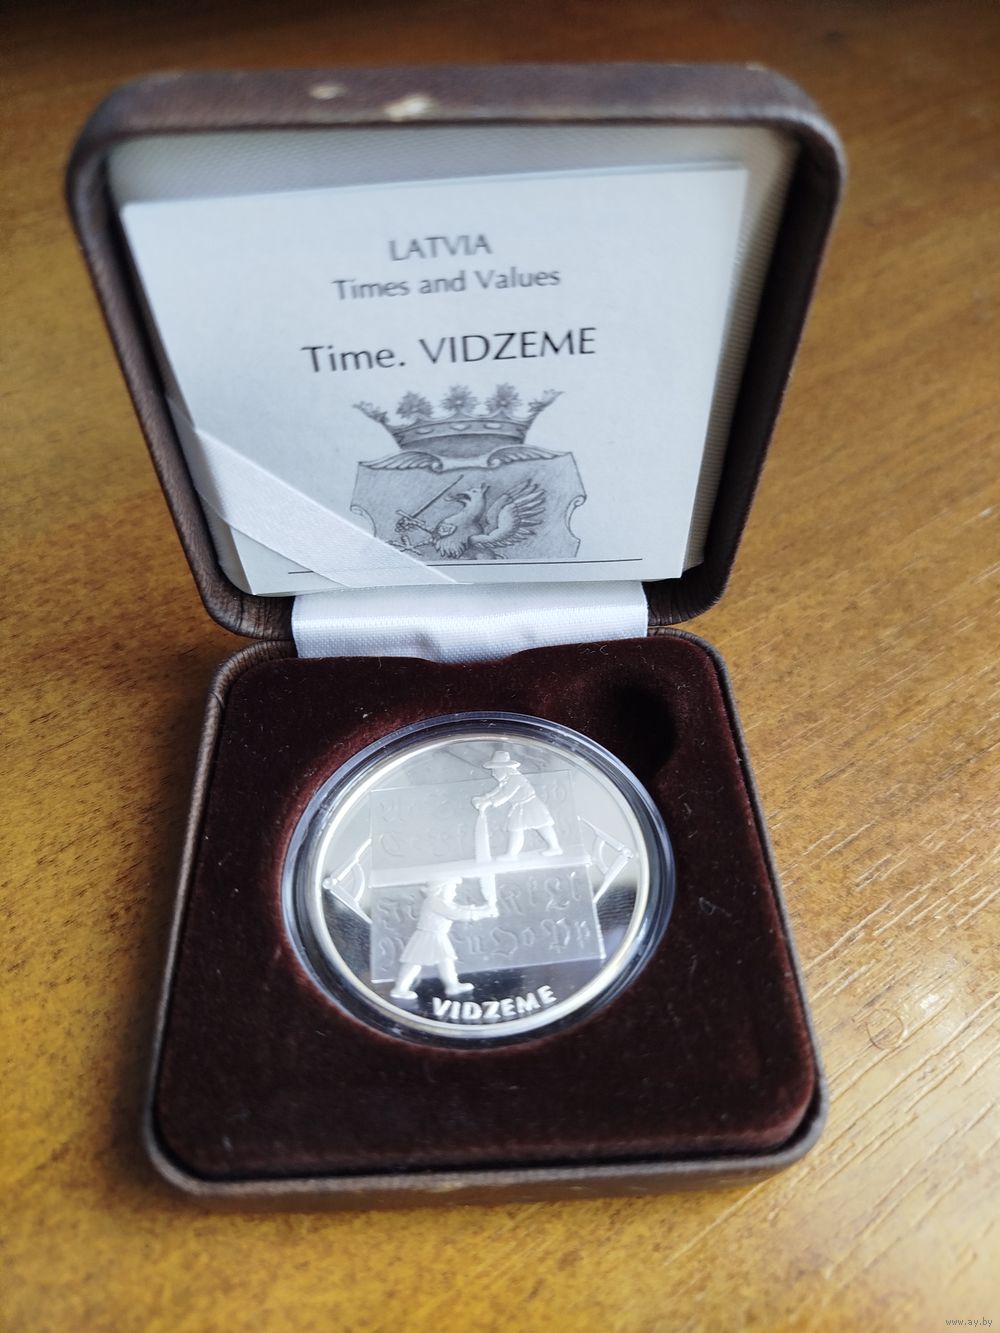 LATVIA
Times and Values
Time. VIDZEME
VIDZEME
www.ay.by